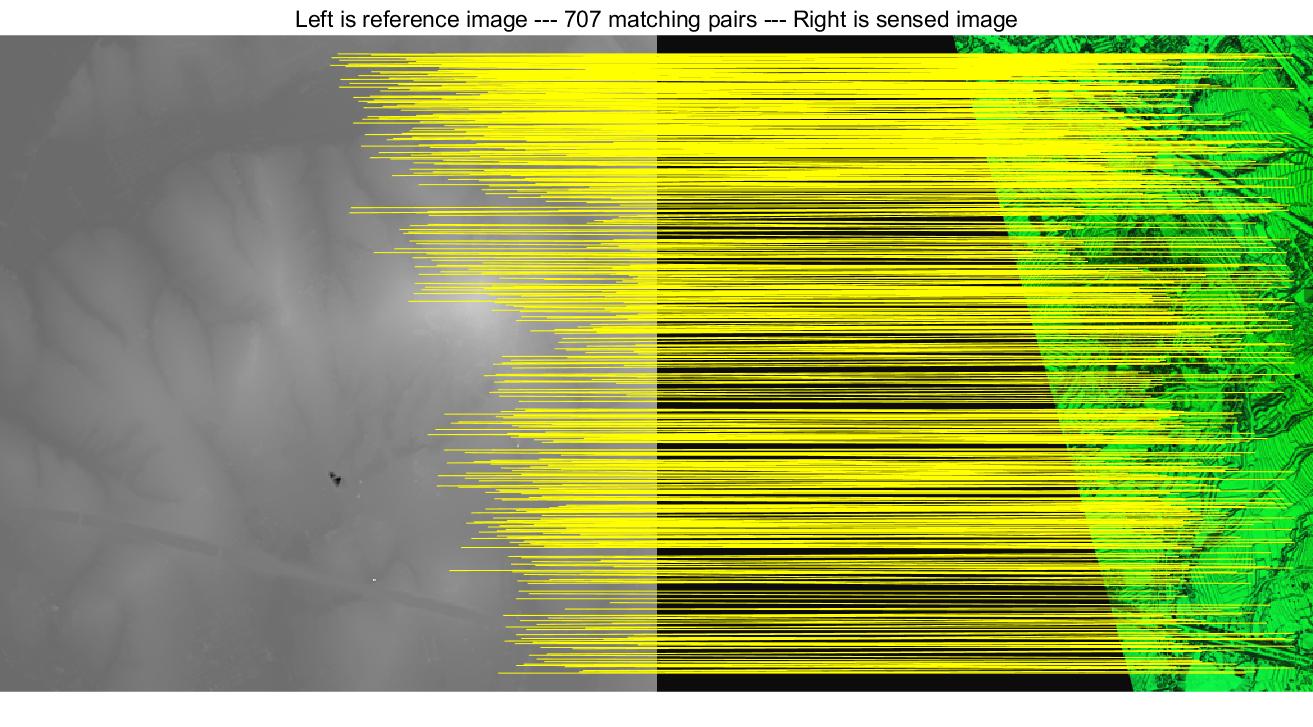 Left is reference image --- 707 matching pairs --- Right is sensed image